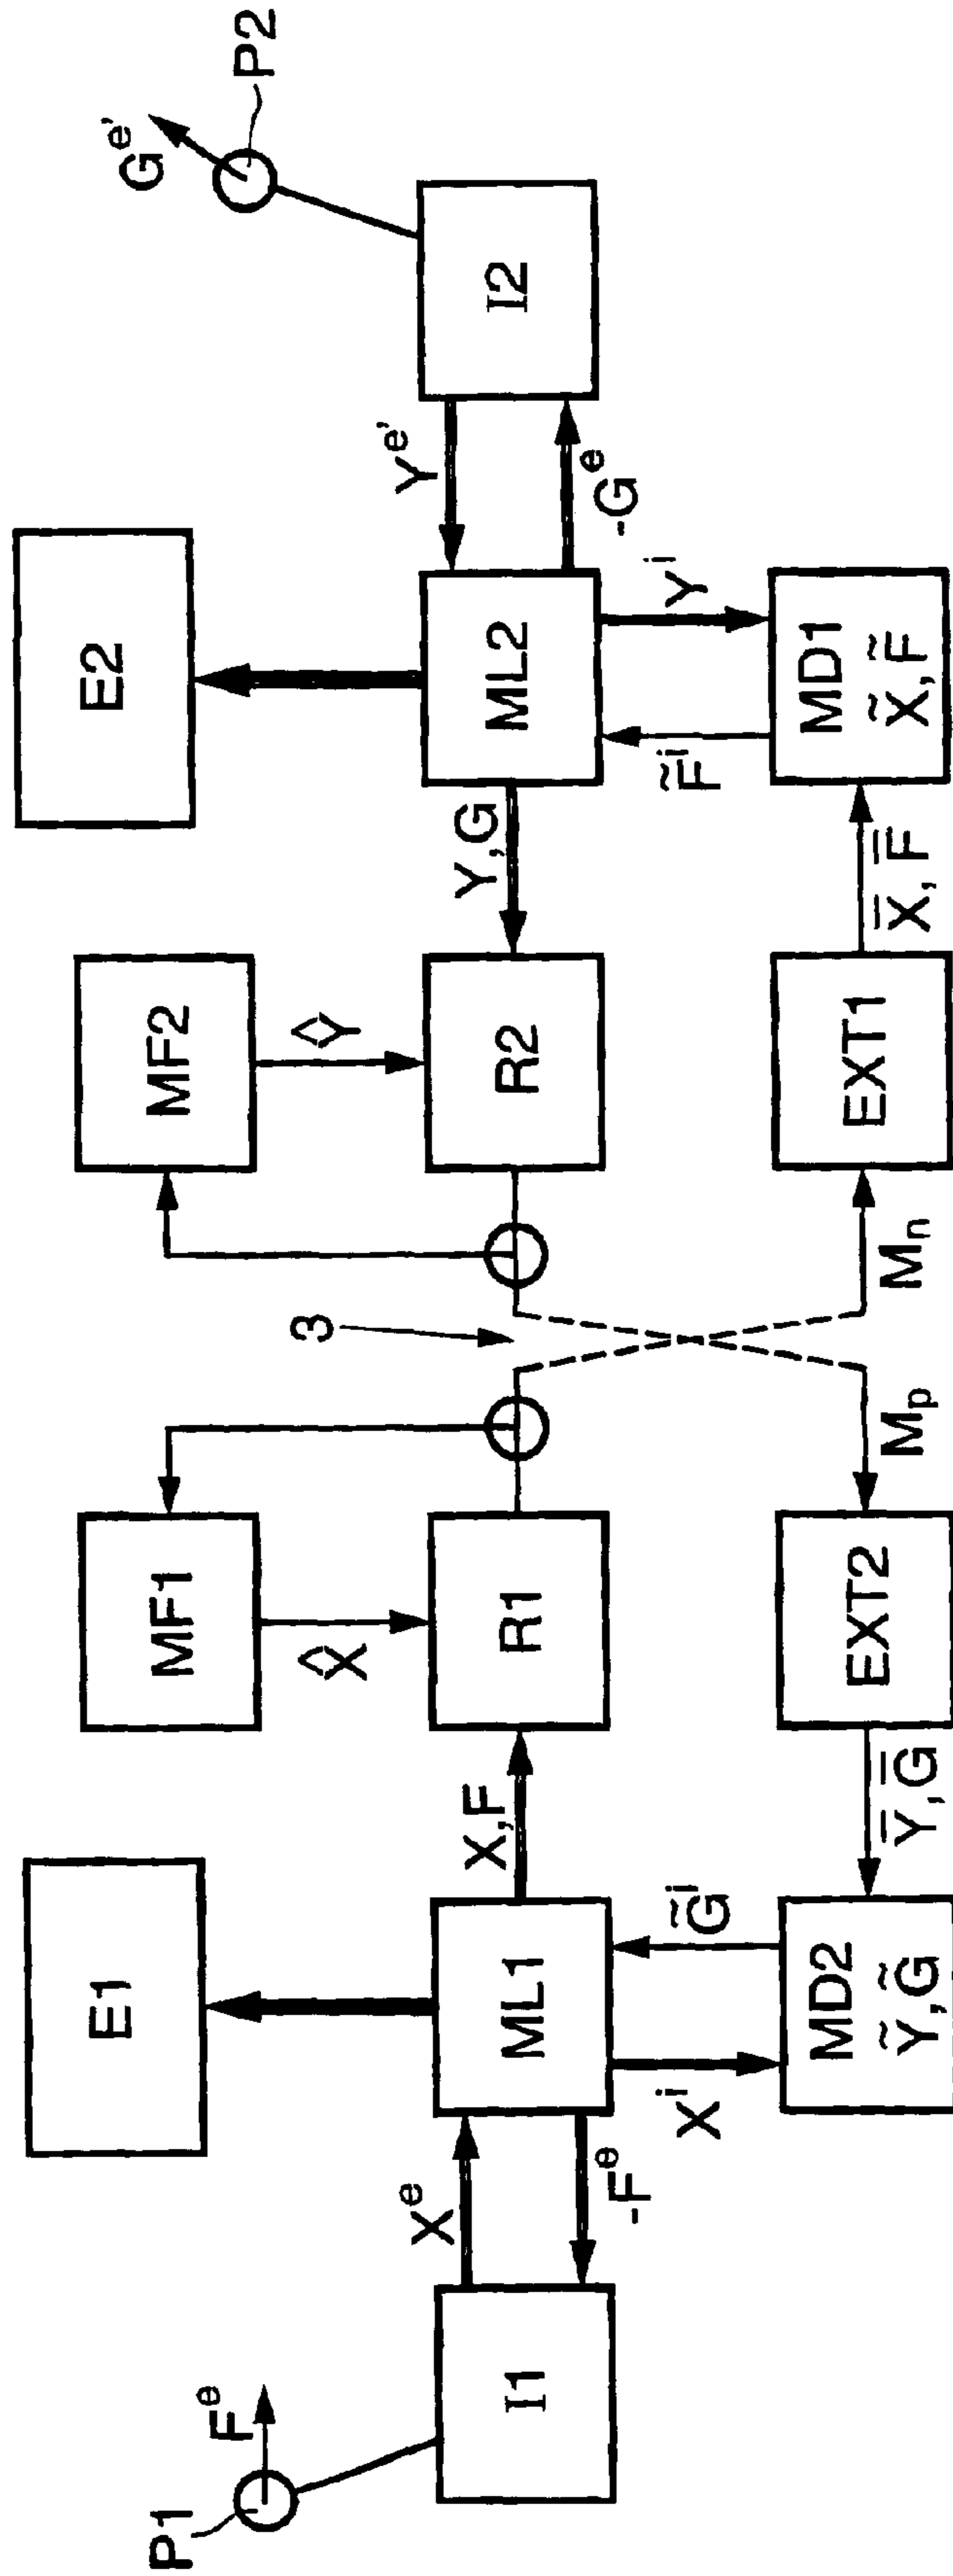 P1
F^e
I1
X^e
-F^e
E1
ML1
X^i
G̃^i
MD2
Ỹ,G̃
X,F
MF1
X̂
R1
EXT2
Y̅,G̅
M_p
3
M_n
MF2
Ŷ
R2
EXT1
X̅,F̅
Y,G
E2
ML2
F̃^i
Y^i
MD1
X̃,F̃
Y^e'
-G^e
I2
G^e'
P2